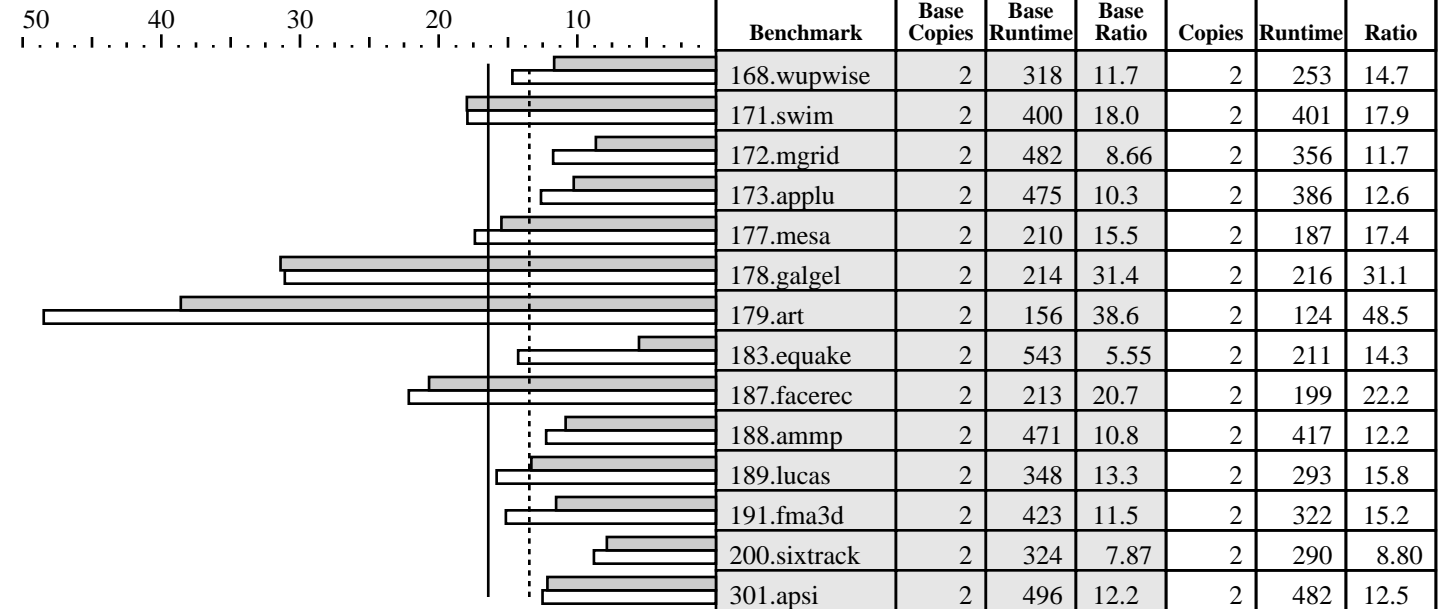 50 40 30 20 10
Benchmark Base Copies Base Runtime Base Ratio Copies Runtime Ratio
168.wupwise 2 318 11.7 2 253 14.7
171.swim 2 400 18.0 2 401 17.9
172.mgrid 2 482 8.66 2 356 11.7
173.applu 2 475 10.3 2 386 12.6
177.mesa 2 210 15.5 2 187 17.4
178.galgel 2 214 31.4 2 216 31.1
179.art 2 156 38.6 2 124 48.5
183.equake 2 543 5.55 2 211 14.3
187.facerec 2 213 20.7 2 199 22.2
188.ammp 2 471 10.8 2 417 12.2
189.lucas 2 348 13.3 2 293 15.8
191.fma3d 2 423 11.5 2 322 15.2
200.sixtrack 2 324 7.87 2 290 8.80
301.apsi 2 496 12.2 2 482 12.5